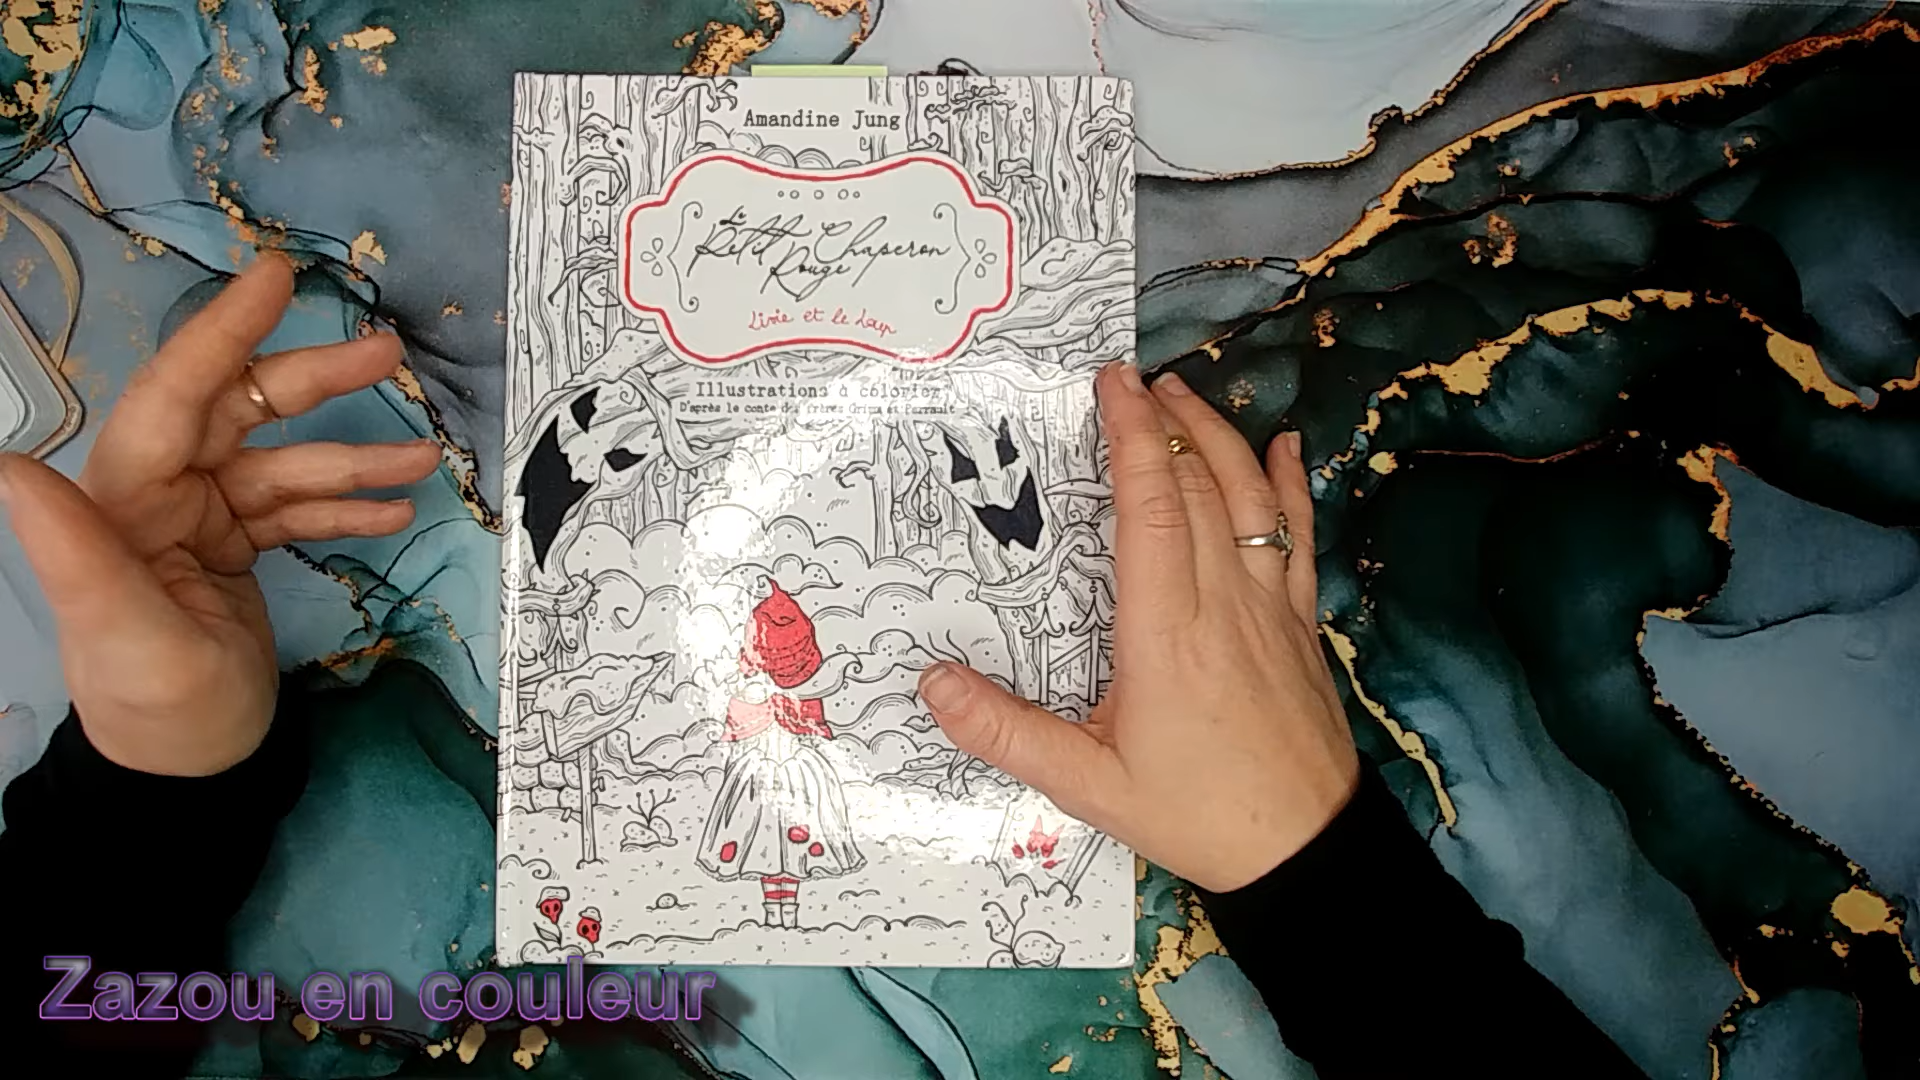 Amandine Jung
Le
Petit Chaperon
Rouge
Livie et le Loup
Illustrations à colorier
D'après le conte des frères Grimm et Perrault
Zazou en couleur